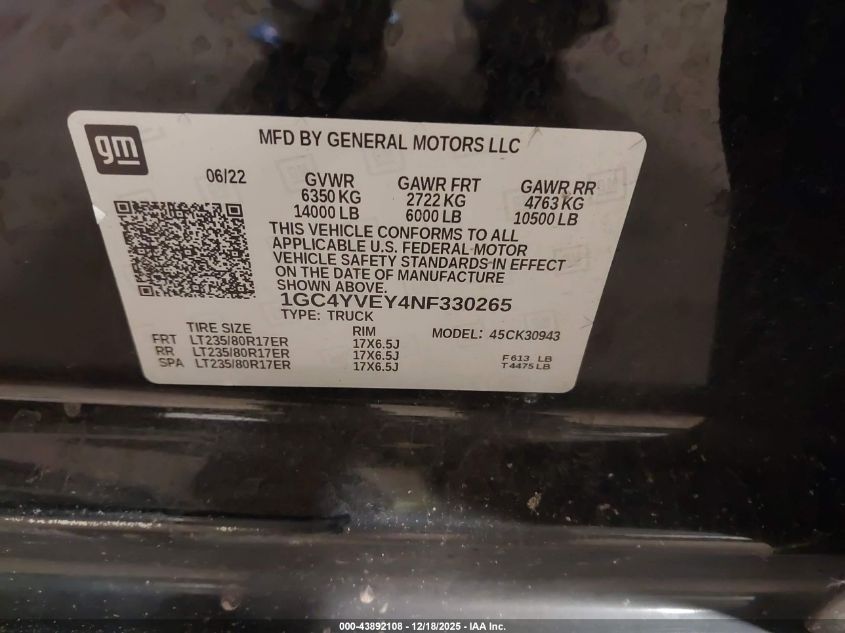 gm
MFD BY GENERAL MOTORS LLC
06/22
GVWR GAWR FRT GAWR RR
6350 KG 2722 KG 4763 KG
14000 LB 6000 LB 10500 LB
THIS VEHICLE CONFORMS TO ALL
APPLICABLE U.S. FEDERAL MOTOR
VEHICLE SAFETY STANDARDS IN EFFECT
ON THE DATE OF MANUFACTURE
SHOWN ABOVE.
1GC4YVEY4NF330265
TYPE: TRUCK MODEL: 45CK30943
TIRE SIZE RIM
FRT LT235/80R17ER 17X6.5J
RR LT235/80R17ER 17X6.5J F 613 LB
SPA LT235/80R17ER 17X6.5J T 4475 LB
000-43892108 - 12/18/2025 - IAA Inc.